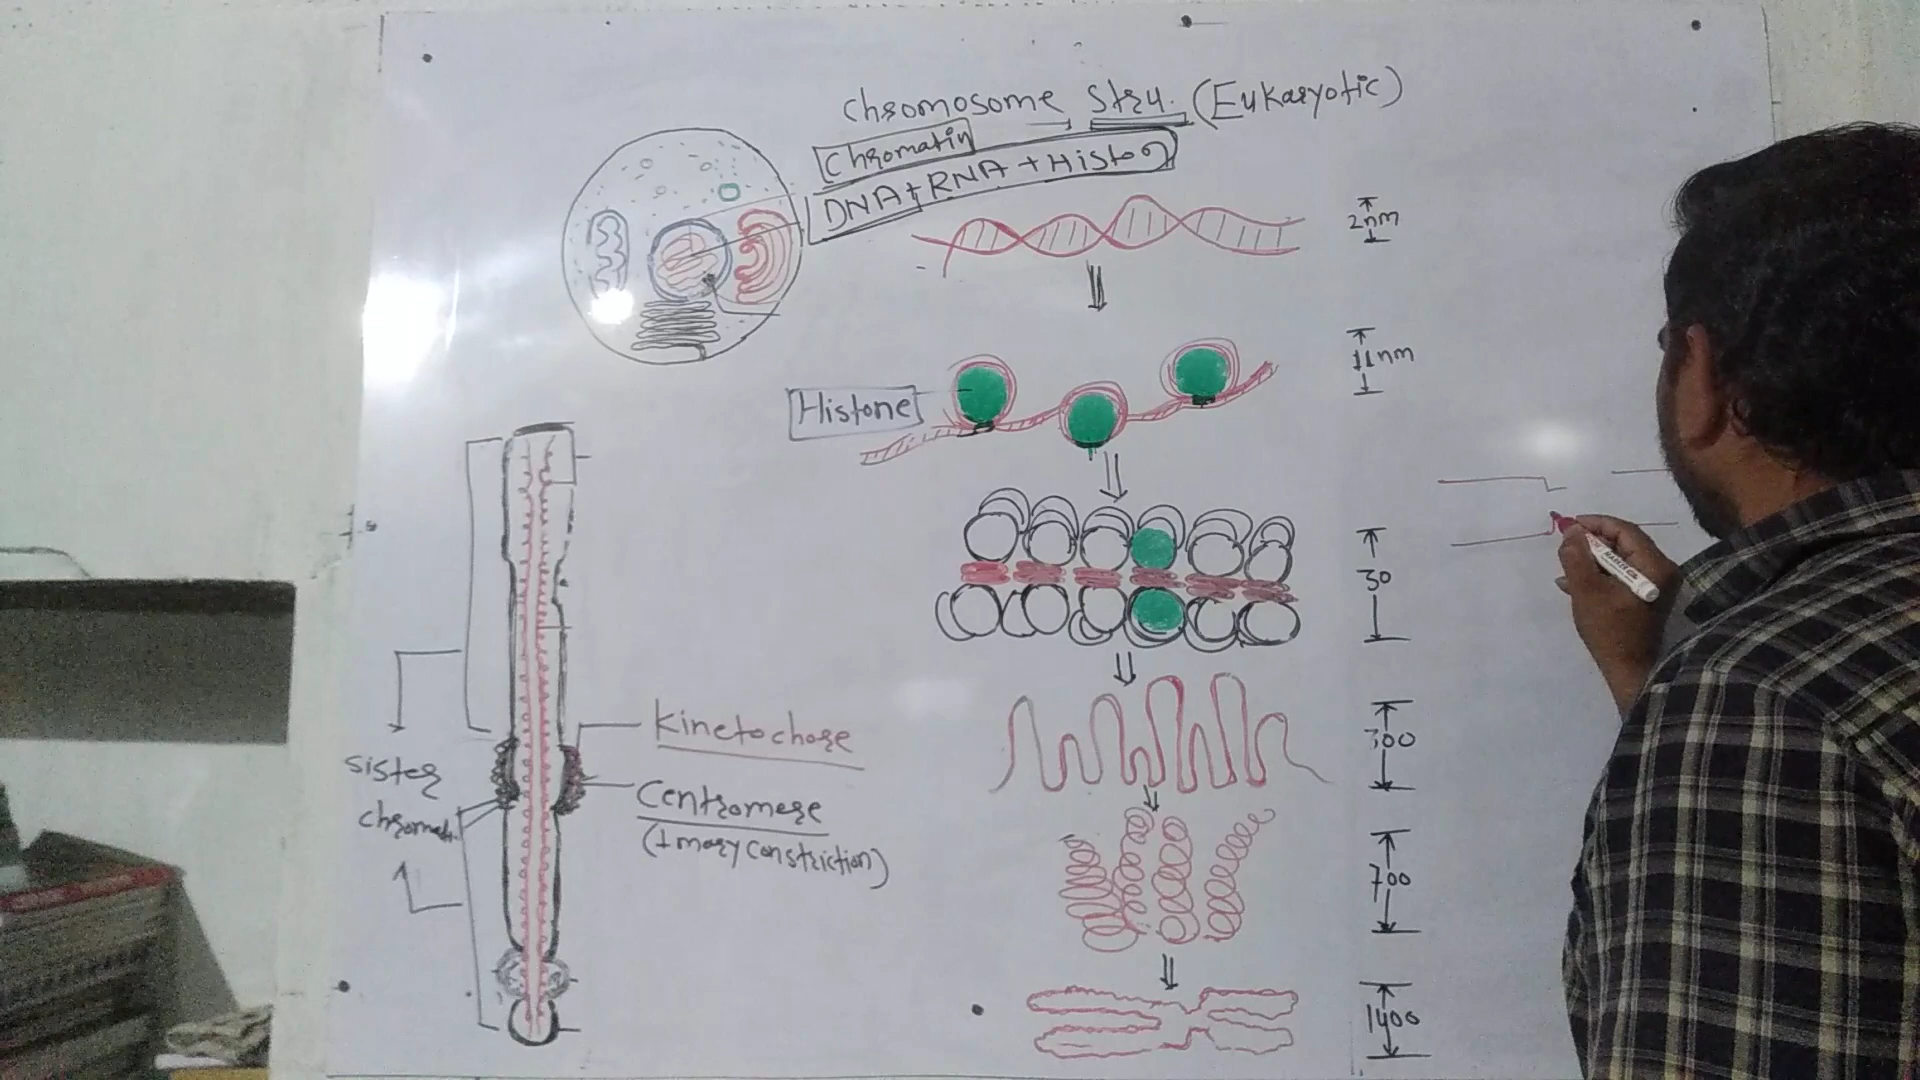 Chromosome Stru. (Eukaryotic)
Chromatin
DNA + RNA + Histon
2nm
11nm
Histone
30
300
Kinetochore
sister
chromati
Centromere
(1mary constriction)
700
1400